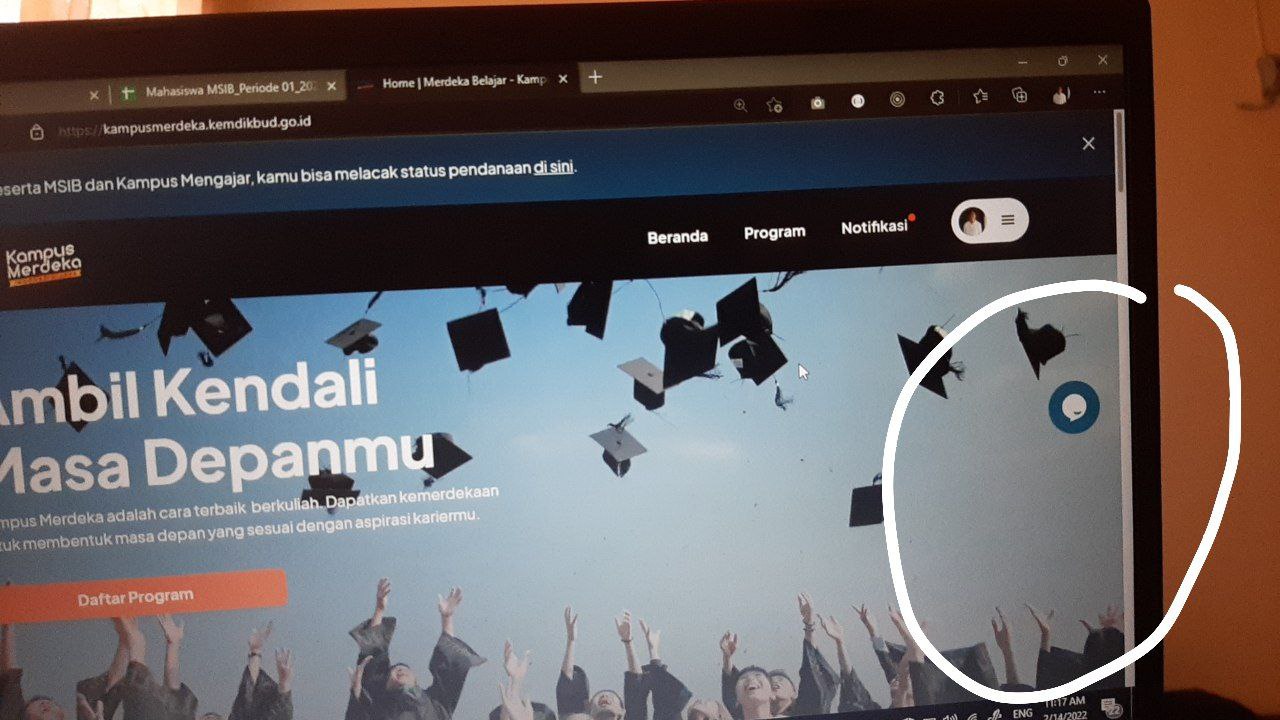 Mahasiswa MSIB_Periode 01_20
Home | Merdeka Belajar - Kamp
https://kampusmerdeka.kemdikbud.go.id
eserta MSIB dan Kampus Mengajar, kamu bisa melacak status pendanaan di sini.
Kampus
Merdeka
Beranda
Program
Notifikasi
Ambil Kendali
Masa Depanmu
mpus Merdeka adalah cara terbaik berkuliah. Dapatkan kemerdekaan
tuk membentuk masa depan yang sesuai dengan aspirasi kariermu.
Daftar Program
ENG
11:17 AM
2/14/2022
22